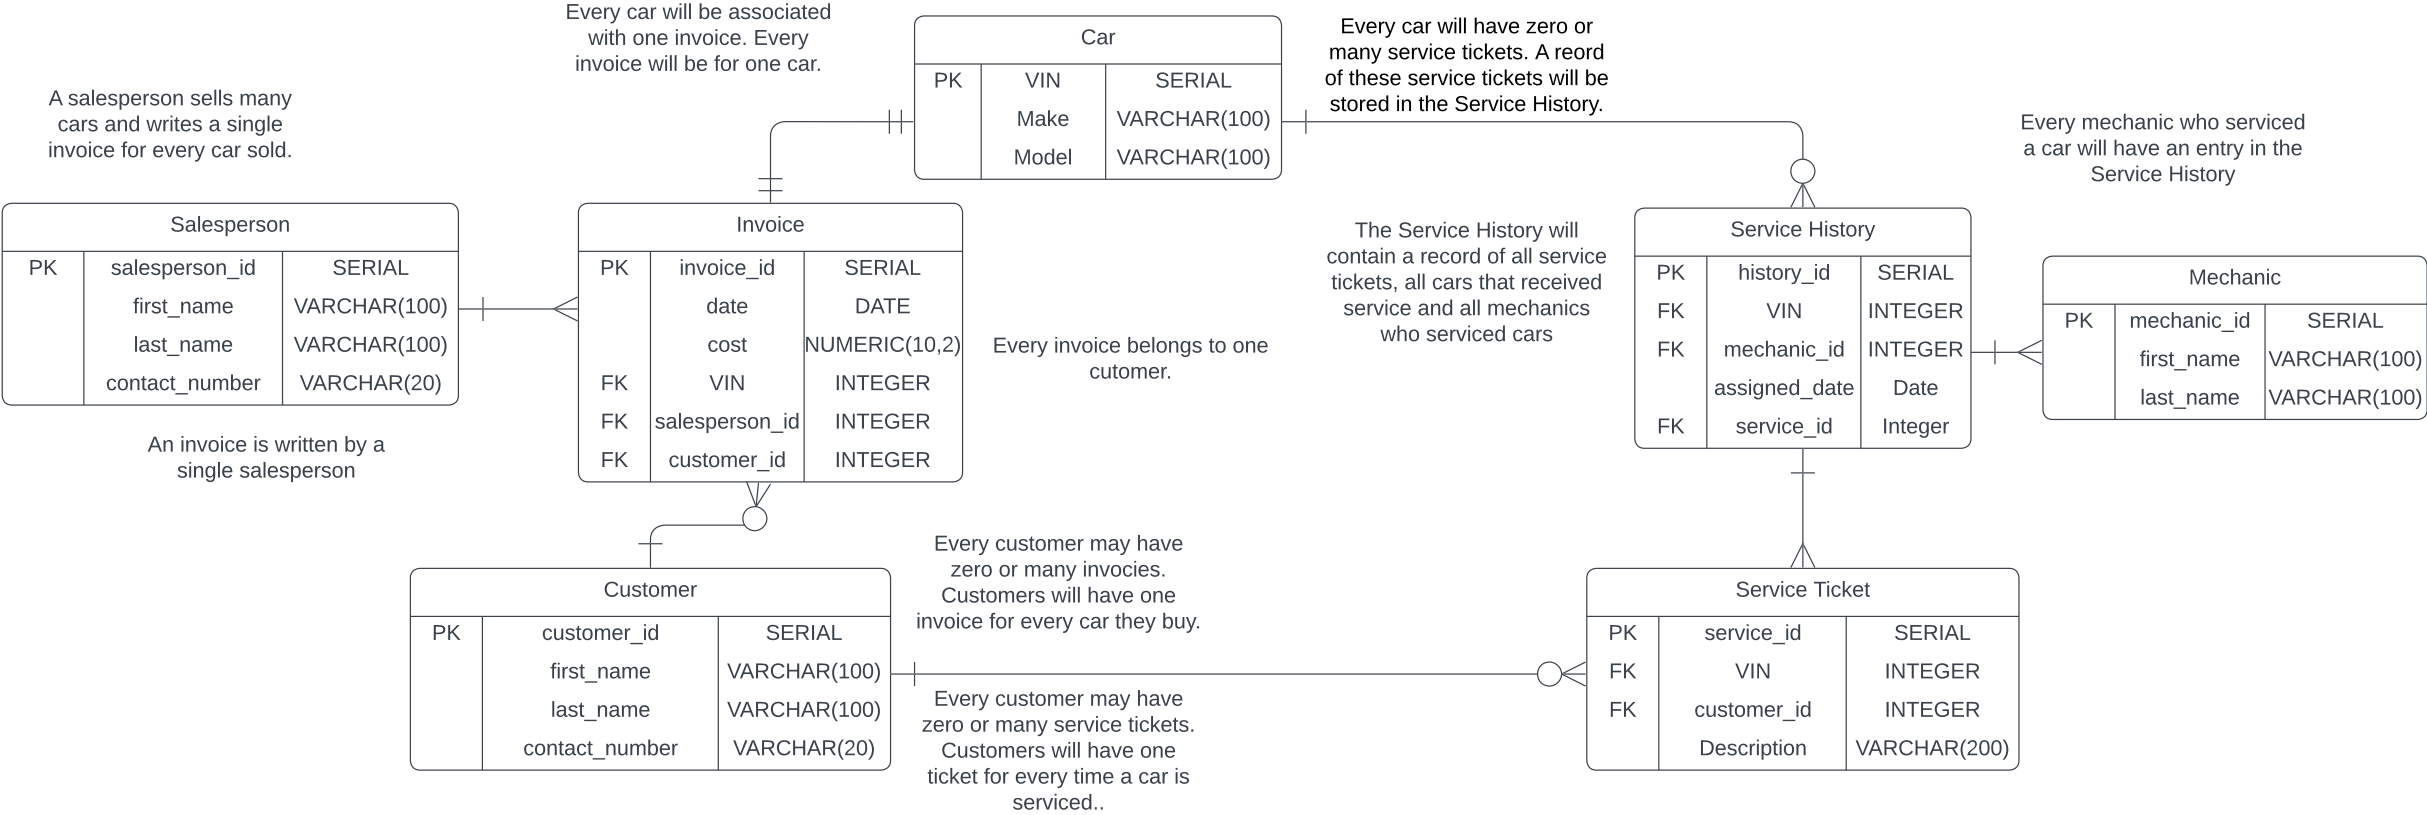 Every car will be associated
with one invoice. Every
invoice will be for one car.
Car
PK VIN SERIAL
Make VARCHAR(100)
Model VARCHAR(100)
Every car will have zero or
many service tickets. A reord
of these service tickets will be
stored in the Service History.
A salesperson sells many
cars and writes a single
invoice for every car sold.
Every mechanic who serviced
a car will have an entry in the
Service History
Salesperson
PK salesperson_id SERIAL
first_name VARCHAR(100)
last_name VARCHAR(100)
contact_number VARCHAR(20)
An invoice is written by a
single salesperson
Invoice
PK invoice_id SERIAL
date DATE
cost NUMERIC(10,2)
FK VIN INTEGER
FK salesperson_id INTEGER
FK customer_id INTEGER
Every invoice belongs to one
cutomer.
The Service History will
contain a record of all service
tickets, all cars that received
service and all mechanics
who serviced cars
Service History
PK history_id SERIAL
FK VIN INTEGER
FK mechanic_id INTEGER
assigned_date Date
FK service_id Integer
Mechanic
PK mechanic_id SERIAL
first_name VARCHAR(100)
last_name VARCHAR(100)
Customer
PK customer_id SERIAL
first_name VARCHAR(100)
last_name VARCHAR(100)
contact_number VARCHAR(20)
Every customer may have
zero or many invocies.
Customers will have one
invoice for every car they buy.
Every customer may have
zero or many service tickets.
Customers will have one
ticket for every time a car is
serviced..
Service Ticket
PK service_id SERIAL
FK VIN INTEGER
FK customer_id INTEGER
Description VARCHAR(200)